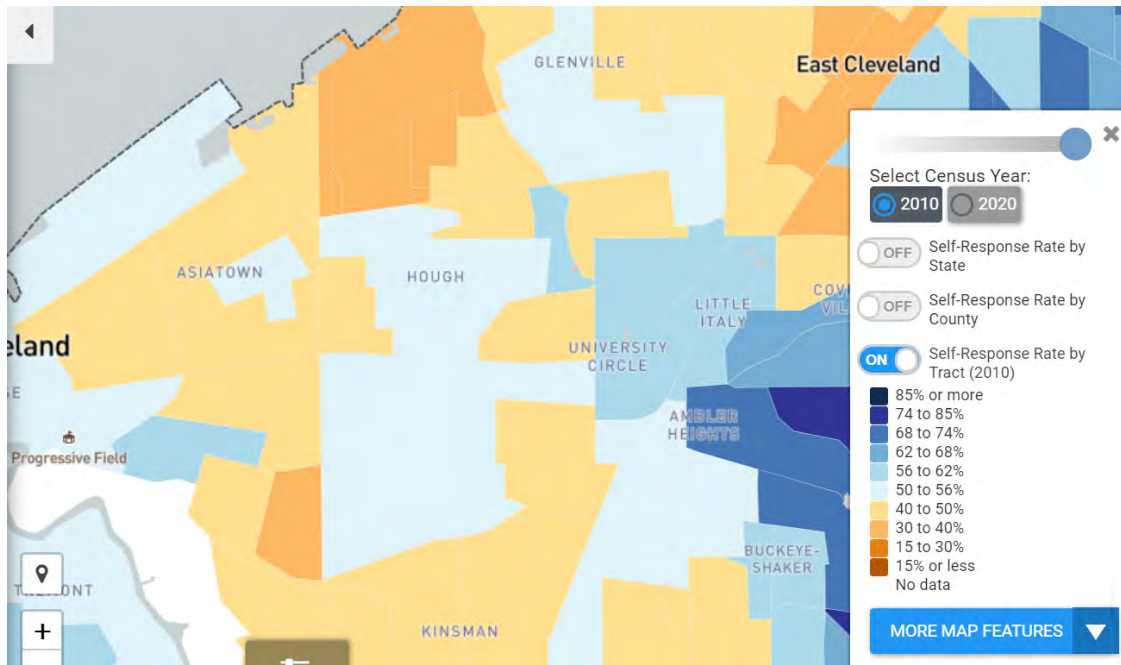 GLENVILLE
East Cleveland
ASIATOWN
HOUGH
LITTLE
ITALY
eland
UNIVERSITY
CIRCLE
AMBLER
HEIGHTS
Progressive Field
BUCKEYE-
SHAKER
KINSMAN
+
Select Census Year:
2010 2020
OFF Self-Response Rate by
State
OFF Self-Response Rate by
County
ON Self-Response Rate by
Tract (2010)
85% or more
74 to 85%
68 to 74%
62 to 68%
56 to 62%
50 to 56%
40 to 50%
30 to 40%
15 to 30%
15% or less
No data
MORE MAP FEATURES